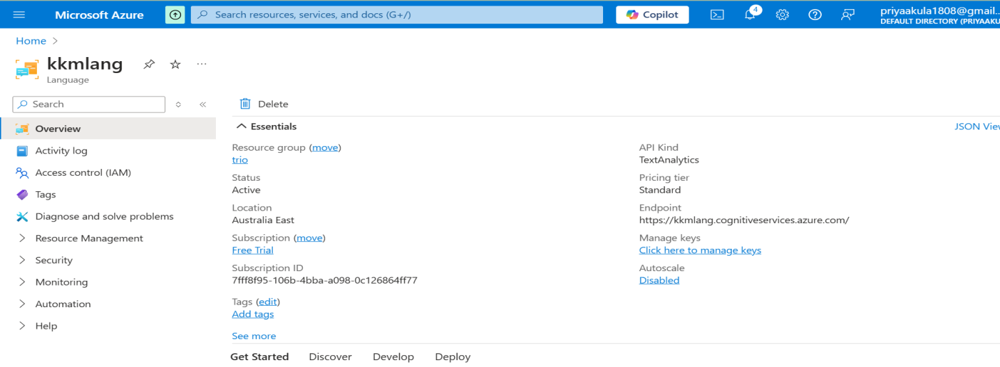 Microsoft Azure
Search resources, services, and docs (G+/)
Copilot
4
priyaakula1808@gmail...
DEFAULT DIRECTORY (PRIYAAKU
Home >
kkmlang
Language
Search
Overview
Activity log
Access control (IAM)
Tags
Diagnose and solve problems
Resource Management
Security
Monitoring
Automation
Help
Delete
Essentials
JSON View
Resource group (move)
trio
Status
Active
Location
Australia East
Subscription (move)
Free Trial
Subscription ID
7fff8f95-106b-4bba-a098-0c126864ff77
Tags (edit)
Add tags
See more
API Kind
TextAnalytics
Pricing tier
Standard
Endpoint
https://kkmlang.cognitiveservices.azure.com/
Manage keys
Click here to manage keys
Autoscale
Disabled
Get Started Discover Develop Deploy